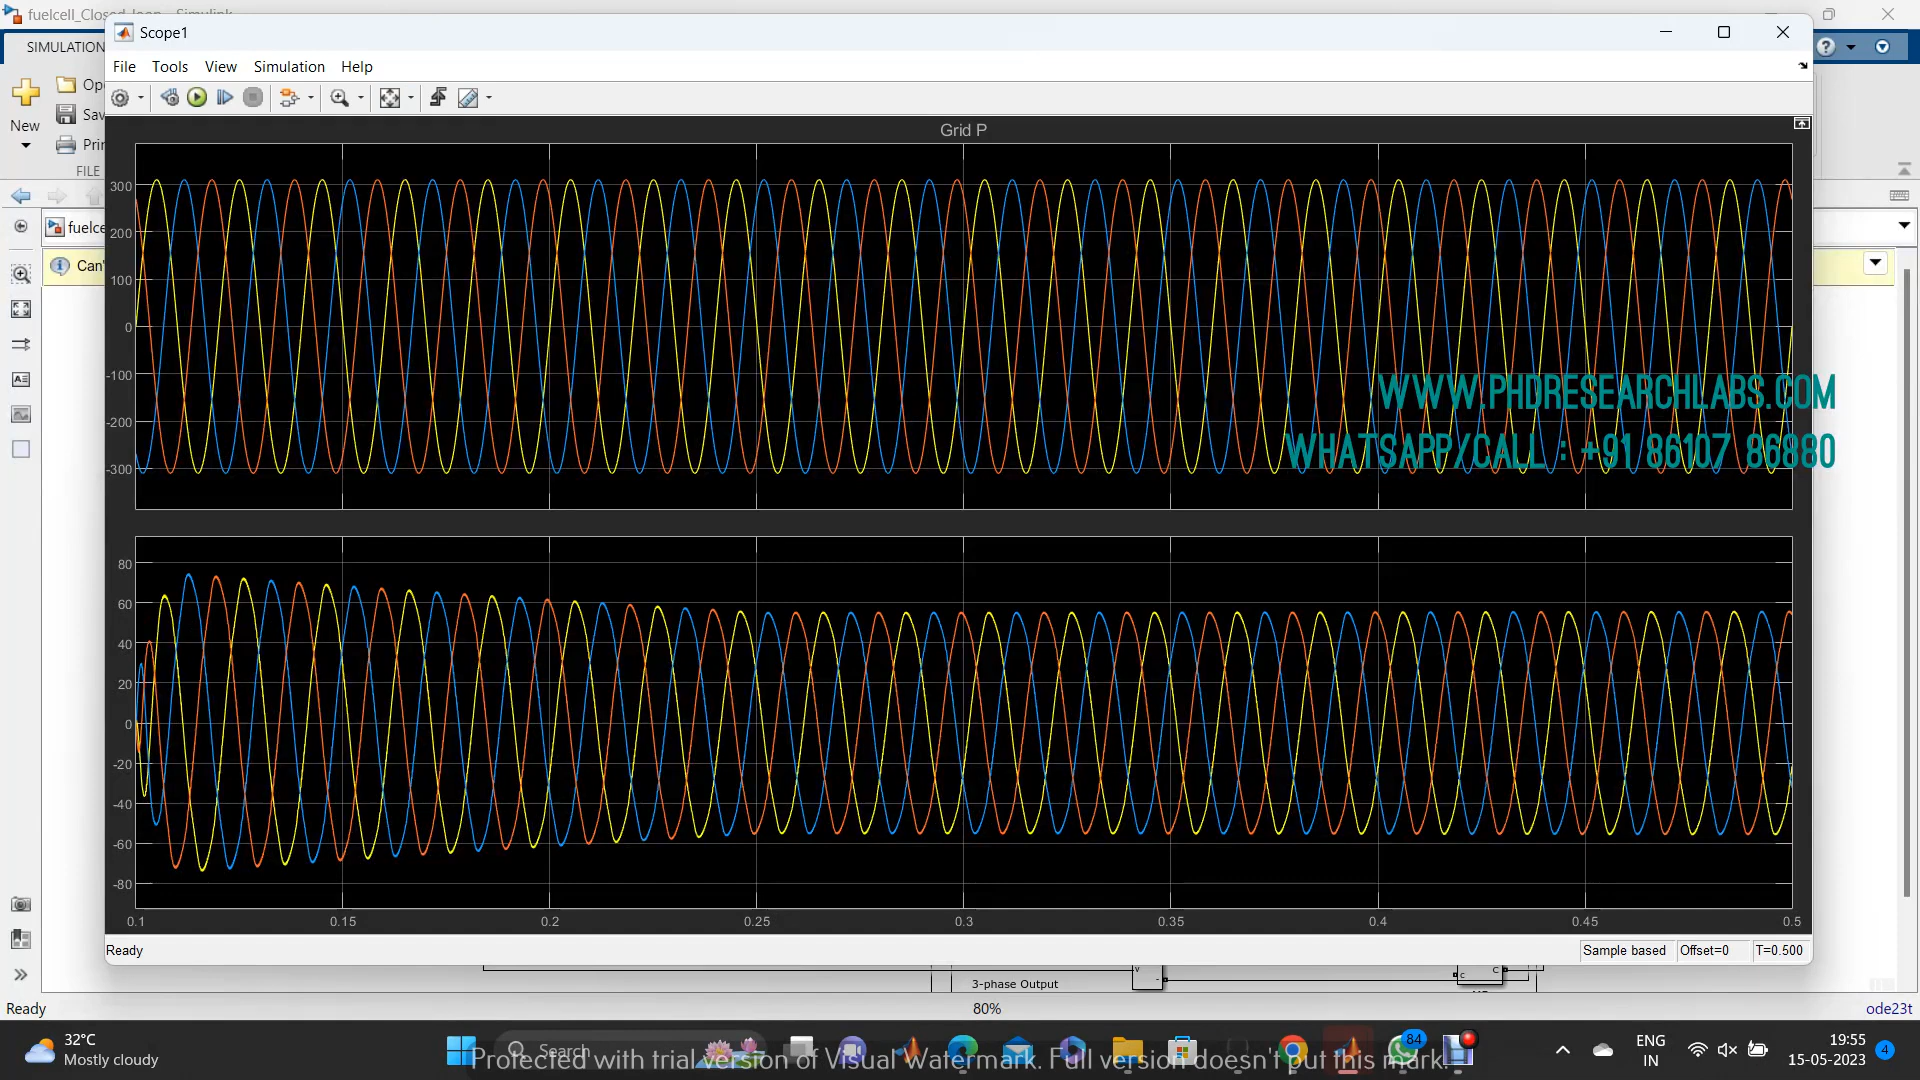 fuelcell_Closed_loop - Simulink
SIMULATION
Scope1
File Tools View Simulation Help
New
FILE
fuelce
Can'
Grid P
300
200
100
0
-100
-200
-300
WWW.PHDRESEARCHLABS.COM
WHATSAPP/CALL : +91 86107 86880
80
60
40
20
0
-20
-40
-60
-80
0.1 0.15 0.2 0.25 0.3 0.35 0.4 0.45 0.5
Ready Sample based Offset=0 T=0.500
3-phase Output
Ready 80% ode23t
32°C
Mostly cloudy
Search
84
ENG
IN
19:55
15-05-2023
4
Protected with trial version of Visual Watermark. Full version doesn't put this mark.